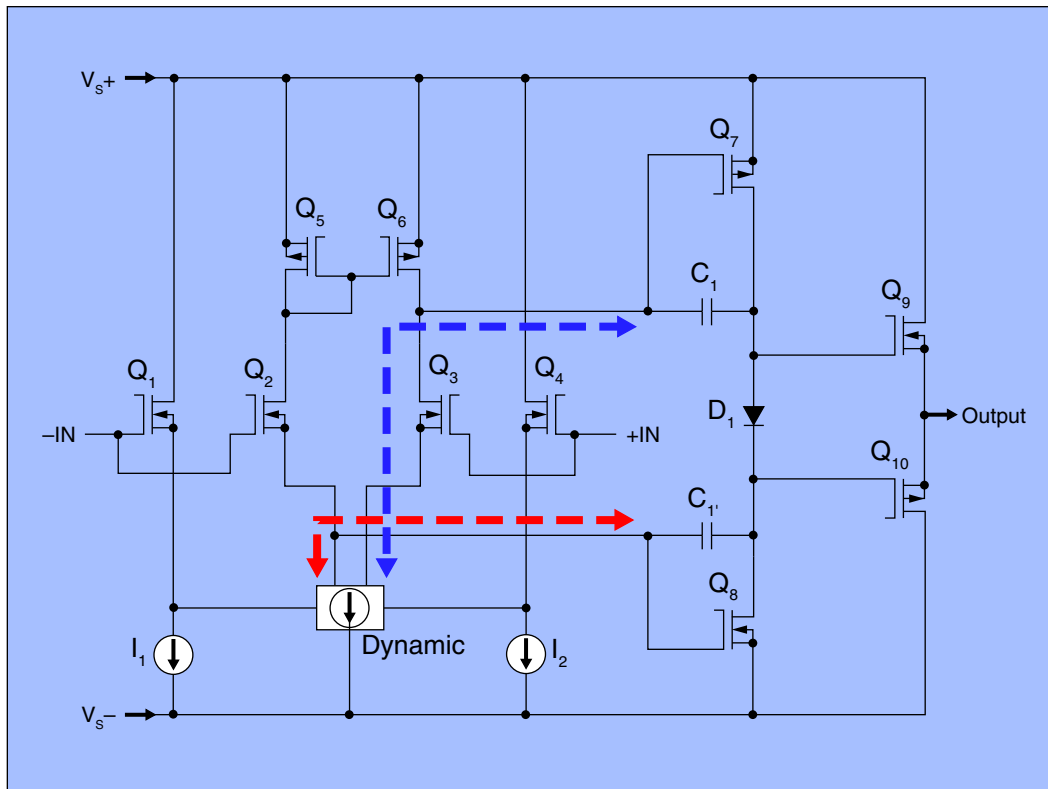 Vs+
Q7
Q5
Q6
C1
Q9
Q1
Q2
Q3
Q4
–IN
+IN
D1
Output
Q10
C1'
Q8
Dynamic
I1
I2
Vs–